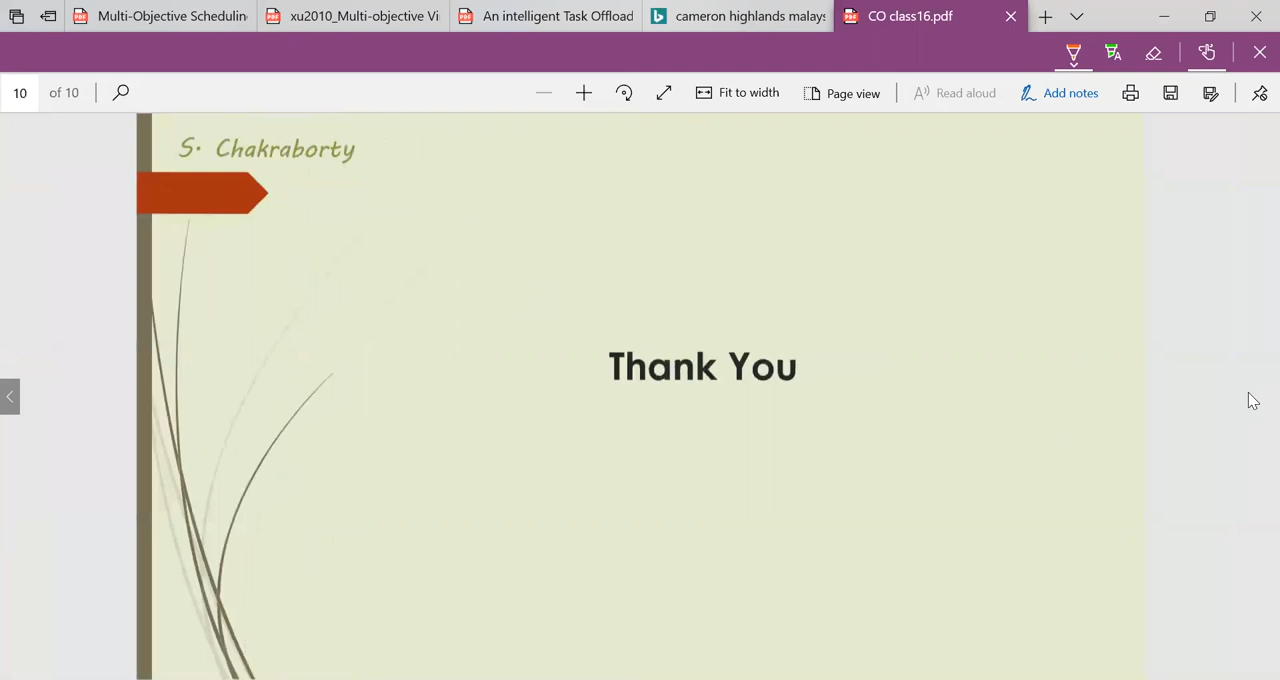 Multi-Objective Schedulin
xu2010_Multi-objective Vi
An intelligent Task Offload
cameron highlands malays
CO class16.pdf
10 of 10
Fit to width
Page view
Read aloud
Add notes
S. Chakraborty
Thank You